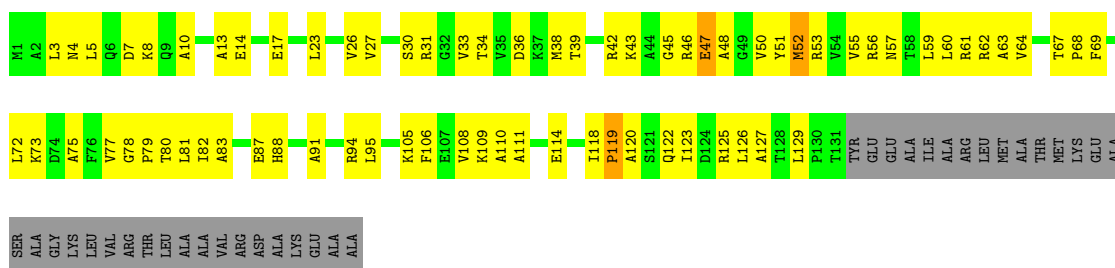 M1 A2 L3 N4 L5 Q6 D7 K8 Q9 A10 A13 E14 E17 L23 V26 V27 S30 R31 G32 V33 T34 V35 D36 K37 M38 T39 R42 K43 A44 G45 R46 E47 A48 G49 V50 Y51 M52 R53 V54 V55 R56 N57 T58 L59 L60 R61 R62 A63 V64 T67 P68 F69
L72 K73 D74 A75 F76 V77 G78 P79 T80 L81 I82 A83 E87 H88 A91 R94 L95 K105 F106 E107 V108 K109 A110 A111 E114 I118 P119 A120 S121 Q122 I123 D124 R125 L126 A127 T128 L129 P130 T131 TYR GLU GLU ALA ILE ALA ARG LEU MET ALA THR MET LYS GLU ALA
SER ALA GLY LYS LEU VAL ARG THR LEU ALA ALA VAL ARG ASP ALA LYS GLU ALA ALA